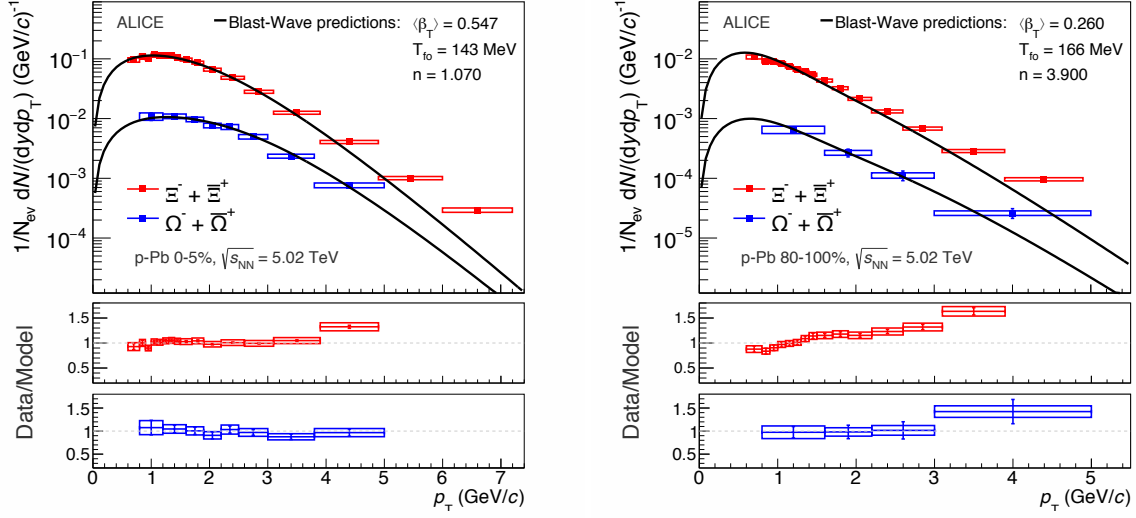 ALICE
Blast-Wave predictions: ⟨β_T⟩ = 0.547
T_fo = 143 MeV
n = 1.070
1/N_ev dN/(dydp_T) (GeV/c)^-1
10^-1
10^-2
10^-3
10^-4
Ξ^- + Ξ̅^+
Ω^- + Ω̅^+
p-Pb 0-5%, √s_NN = 5.02 TeV
Data/Model
1.5
1
0.5
1.5
1
0.5
0 1 2 3 4 5 6 7
p_T (GeV/c)
ALICE
Blast-Wave predictions: ⟨β_T⟩ = 0.260
T_fo = 166 MeV
n = 3.900
1/N_ev dN/(dydp_T) (GeV/c)^-1
10^-1
10^-2
10^-3
10^-4
Ξ^- + Ξ̅^+
Ω^- + Ω̅^+
p-Pb 80-100%, √s_NN = 5.02 TeV
Data/Model
1.5
1
0.5
1.5
1
0.5
0 1 2 3 4 5
p_T (GeV/c)